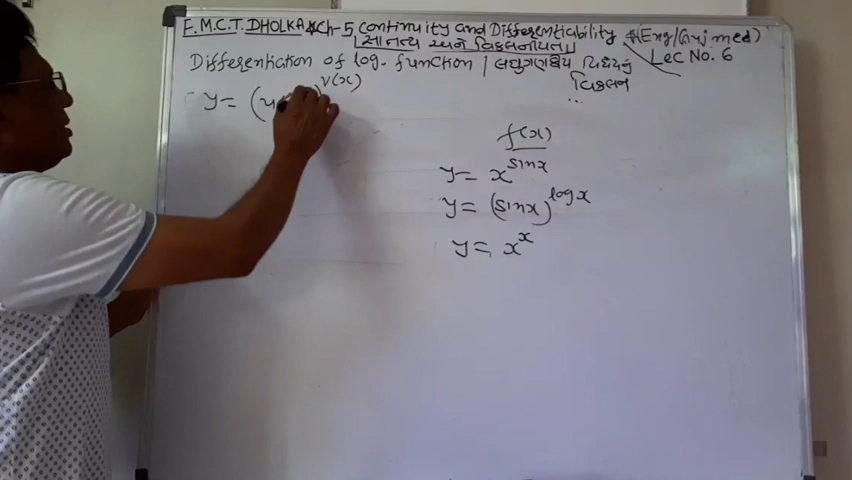 E.M.C.T. DHOLKA Ch-5 Continuity and Differentiability (Eng/Guj med)
સાતત્ય અને વિકલનીયતા Lec No. 6
Differentiation of log. function / લઘુગણકીય વિધેયનું
વિકલન
...
y = (u v(x)
f(x)
y = x^sinx
y = (sinx)^logx
y = x^x